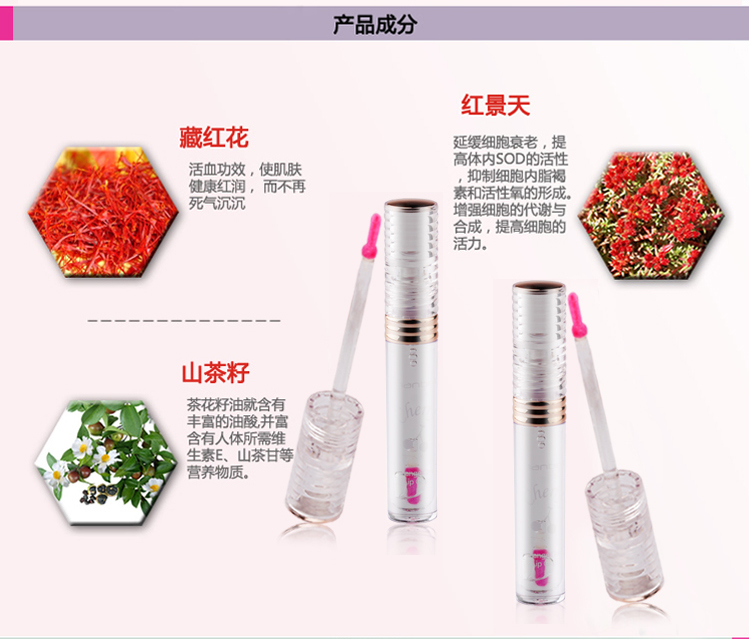 产品成分
藏红花
活血功效，使肌肤
健康红润， 而不再
死气沉沉
红景天
延缓细胞衰老，提
高体内SOD的活性
，抑制细胞内脂褐
素和活性氧的形成。
增强细胞的代谢与
合成，提高细胞的
活力。
山茶籽
茶花籽油就含有
丰富的油酸,并富
含有人体所需维
生素E、山茶甘等
营养物质。